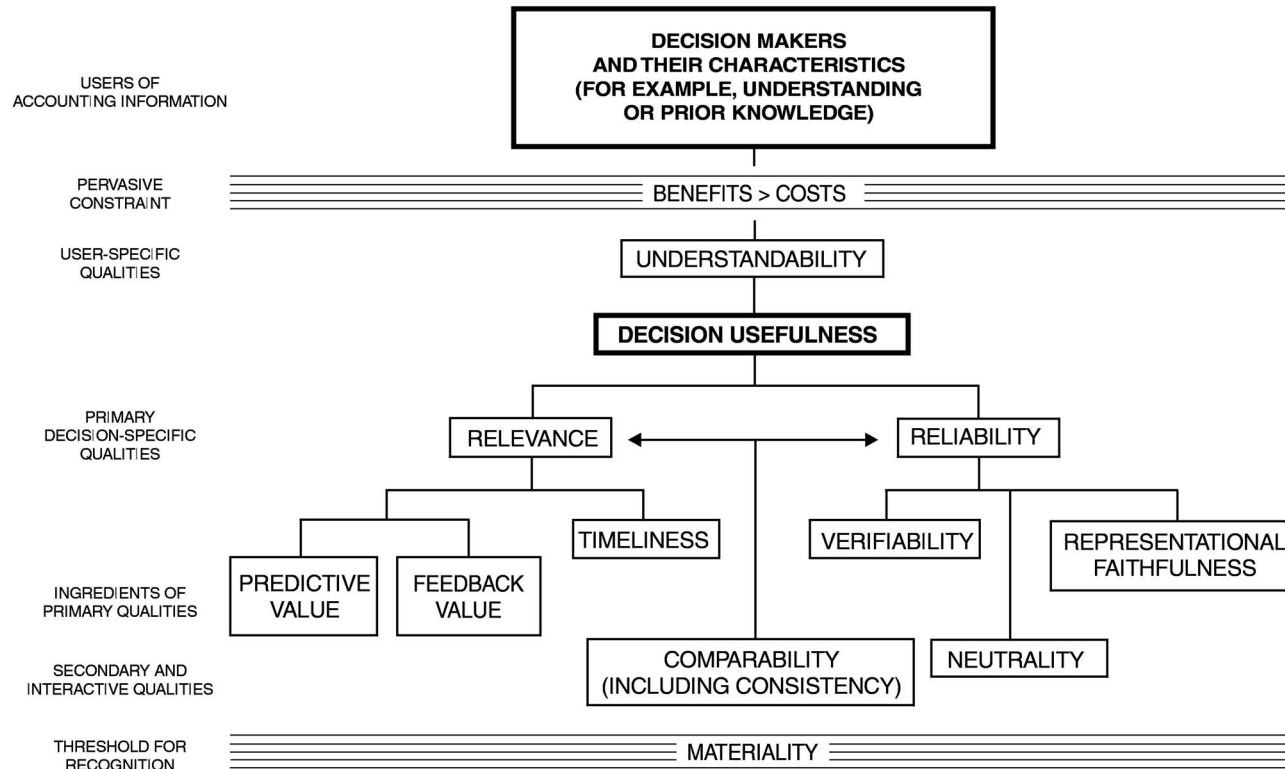 DECISION MAKERS
AND THEIR CHARACTERISTICS
(FOR EXAMPLE, UNDERSTANDING
OR PRIOR KNOWLEDGE)
USERS OF
ACCOUNTING INFORMATION
PERVASIVE
CONSTRAINT
BENEFITS > COSTS
USER-SPECIFIC
QUALITIES
UNDERSTANDABILITY
DECISION USEFULNESS
PRIMARY
DECISION-SPECIFIC
QUALITIES
RELEVANCE
RELIABILITY
TIMELINESS
VERIFIABILITY
REPRESENTATIONAL
FAITHFULNESS
INGREDIENTS OF
PRIMARY QUALITIES
PREDICTIVE
VALUE
FEEDBACK
VALUE
SECONDARY AND
INTERACTIVE QUALITIES
COMPARABILITY
(INCLUDING CONSISTENCY)
NEUTRALITY
THRESHOLD FOR
RECOGNITION
MATERIALITY